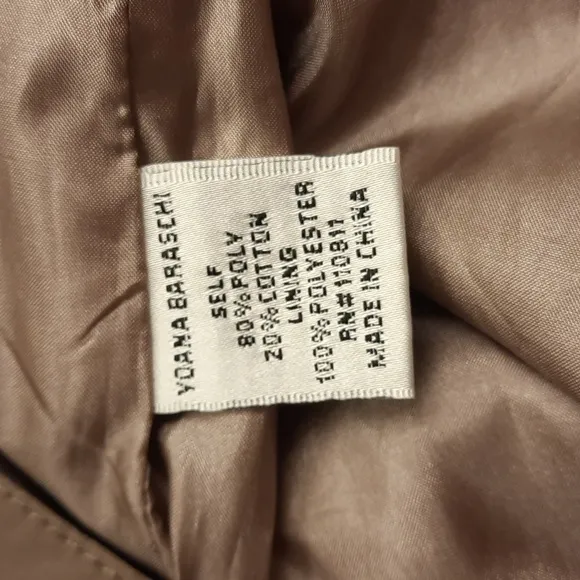 YOANA BARASCHI
SELF
80% POLY
20% COTTON
LINING
100% POLYESTER
RN#110811
MADE IN CHINA